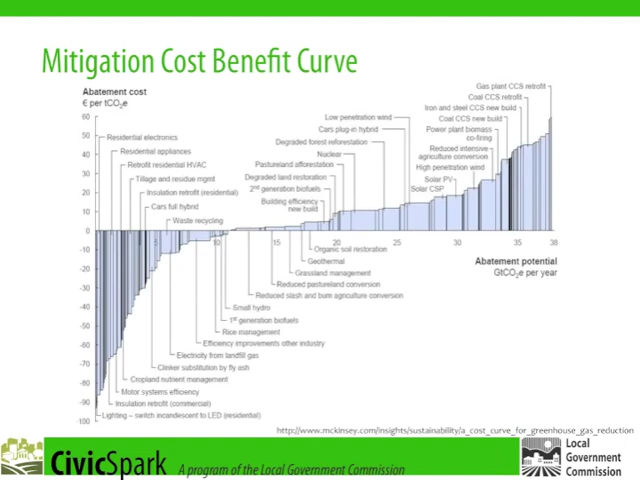 Mitigation Cost Benefit Curve
Abatement cost
€ per tCO2e
60
50
40
30
20
10
0
-10
-20
-30
-40
-50
-60
-70
-80
-90
-100
Gas plant CCS retrofit
Coal CCS retrofit
Iron and steel CCS new build
Coal CCS new build
Power plant biomass
co-firing
Reduced intensive
agriculture conversion
High penetration wind
Solar PV
Solar CSP
Low penetration wind
Cars plug-in hybrid
Degraded forest reforestation
Nuclear
Pastureland afforestation
Degraded land restoration
2nd generation biofuels
Building efficiency
new build
Residential electronics
Residential appliances
Retrofit residential HVAC
Tillage and residue mgmt
Insulation retrofit (residential)
Cars full hybrid
Waste recycling
5
10
15
20
25
30
35
38
Abatement potential
GtCO2e per year
Organic soil restoration
Geothermal
Grassland management
Reduced pastureland conversion
Reduced slash and burn agriculture conversion
Small hydro
1st generation biofuels
Rice management
Efficiency improvements other industry
Electricity from landfill gas
Clinker substitution by fly ash
Cropland nutrient management
Motor systems efficiency
Insulation retrofit (commercial)
Lighting – switch incandescent to LED (residential)
http://www.mckinsey.com/insights/sustainability/a_cost_curve_for_greenhouse_gas_reduction
CivicSpark A program of the Local Government Commission
Local
Government
Commission